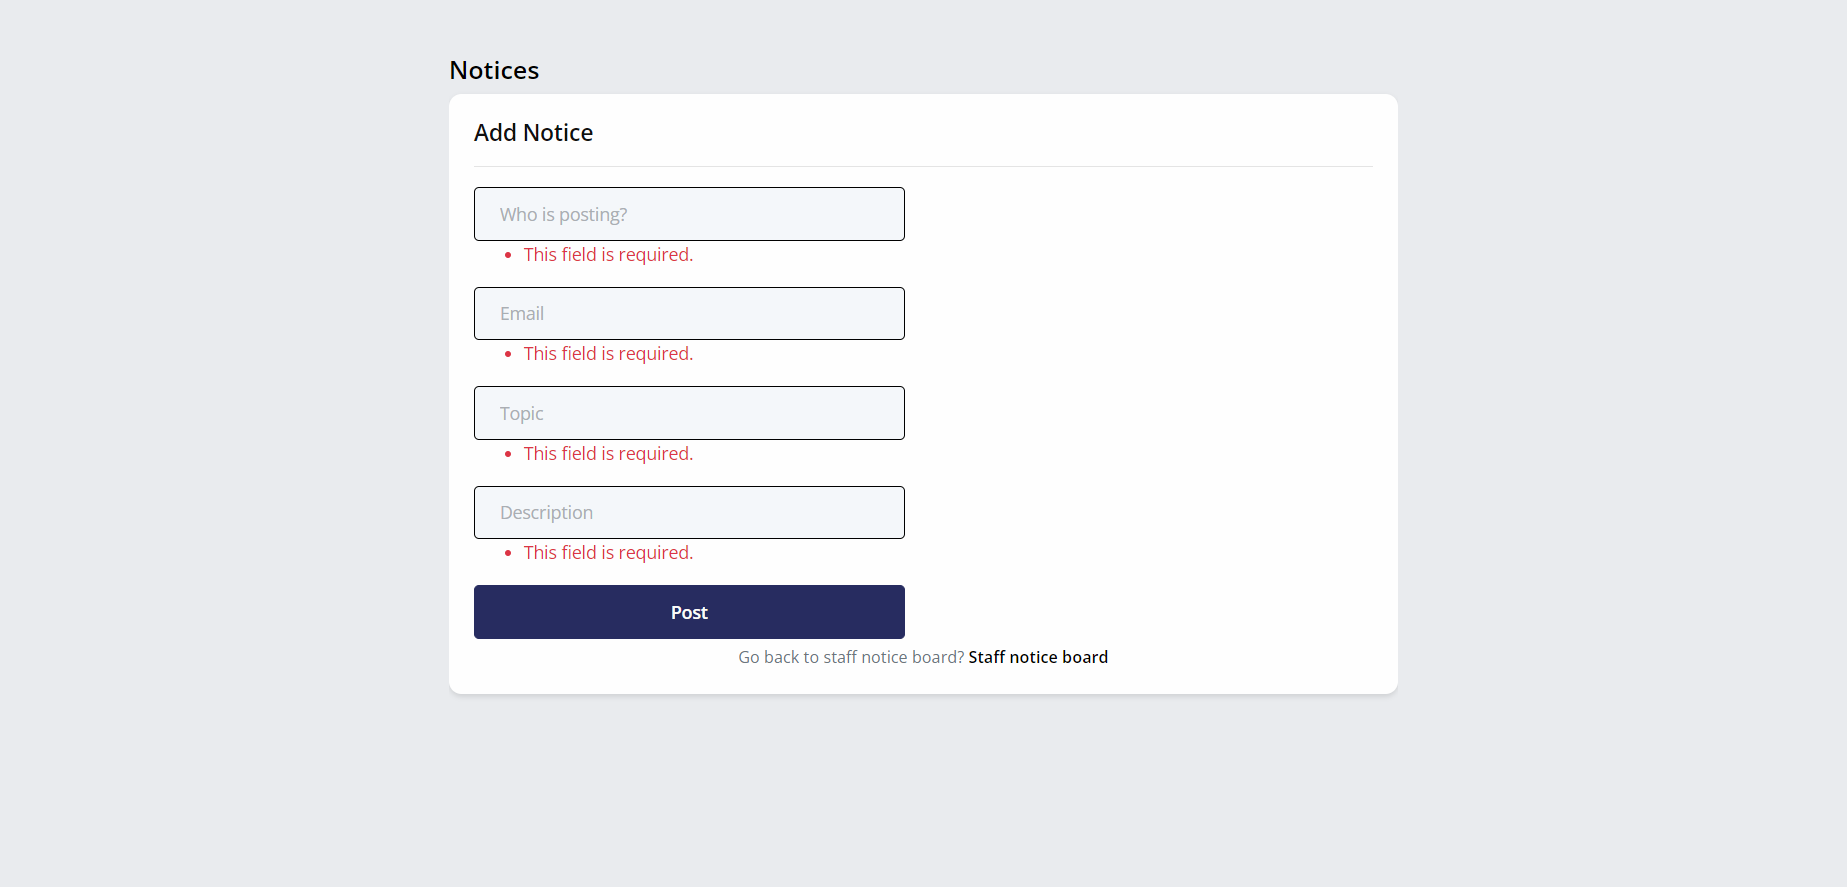 Notices
Add Notice
Who is posting?
This field is required.
Email
This field is required.
Topic
This field is required.
Description
This field is required.
Post
Go back to staff notice board? Staff notice board